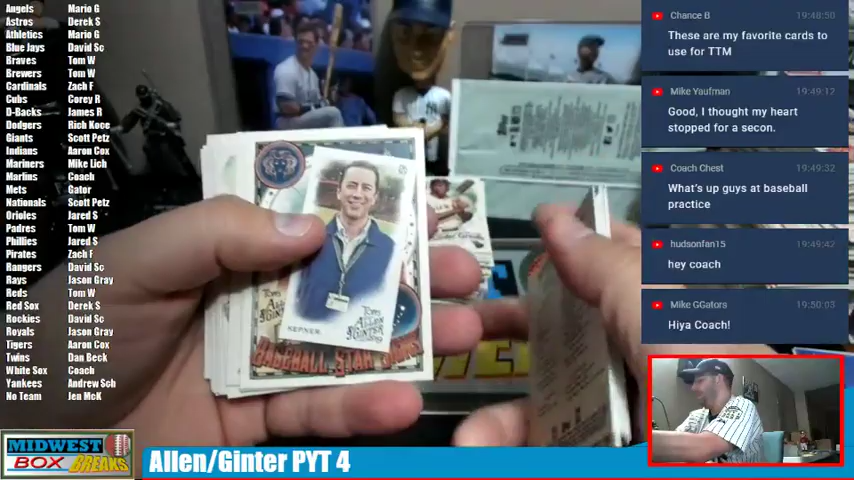 Angels Mario G
Astros Derek S
Athletics Mario G
Blue Jays David Sc
Braves Tom W
Brewers Tom W
Cardinals Zach F
Cubs Corey R
D-Backs James R
Dodgers Rich Koce
Giants Scott Petz
Indians Aaron Cox
Mariners Mike Lich
Marlins Coach
Mets Gator
Nationals Scott Petz
Orioles Jared S
Padres Tom W
Phillies Jared S
Pirates Zach F
Rangers David Sc
Rays Jason Gray
Reds Tom W
Red Sox Derek S
Rockies David Sc
Royals Jason Gray
Tigers Aaron Cox
Twins Dan Beck
White Sox Coach
Yankees Andrew Sch
No Team Jen McK
MIDWEST
BOX BREAKS
Allen/Ginter PYT 4
KEPNER
Topps
Allen
Ginter
2019
BASEBALL STAR SIGNS
Chance B 19:48:50
These are my favorite cards to
use for TTM
Mike Yaufman 19:49:12
Good, I thought my heart
stopped for a secon.
Coach Chest 19:49:32
What's up guys at baseball
practice
hudsonfan15 19:49:42
hey coach
Mike GGators 19:50:03
Hiya Coach!